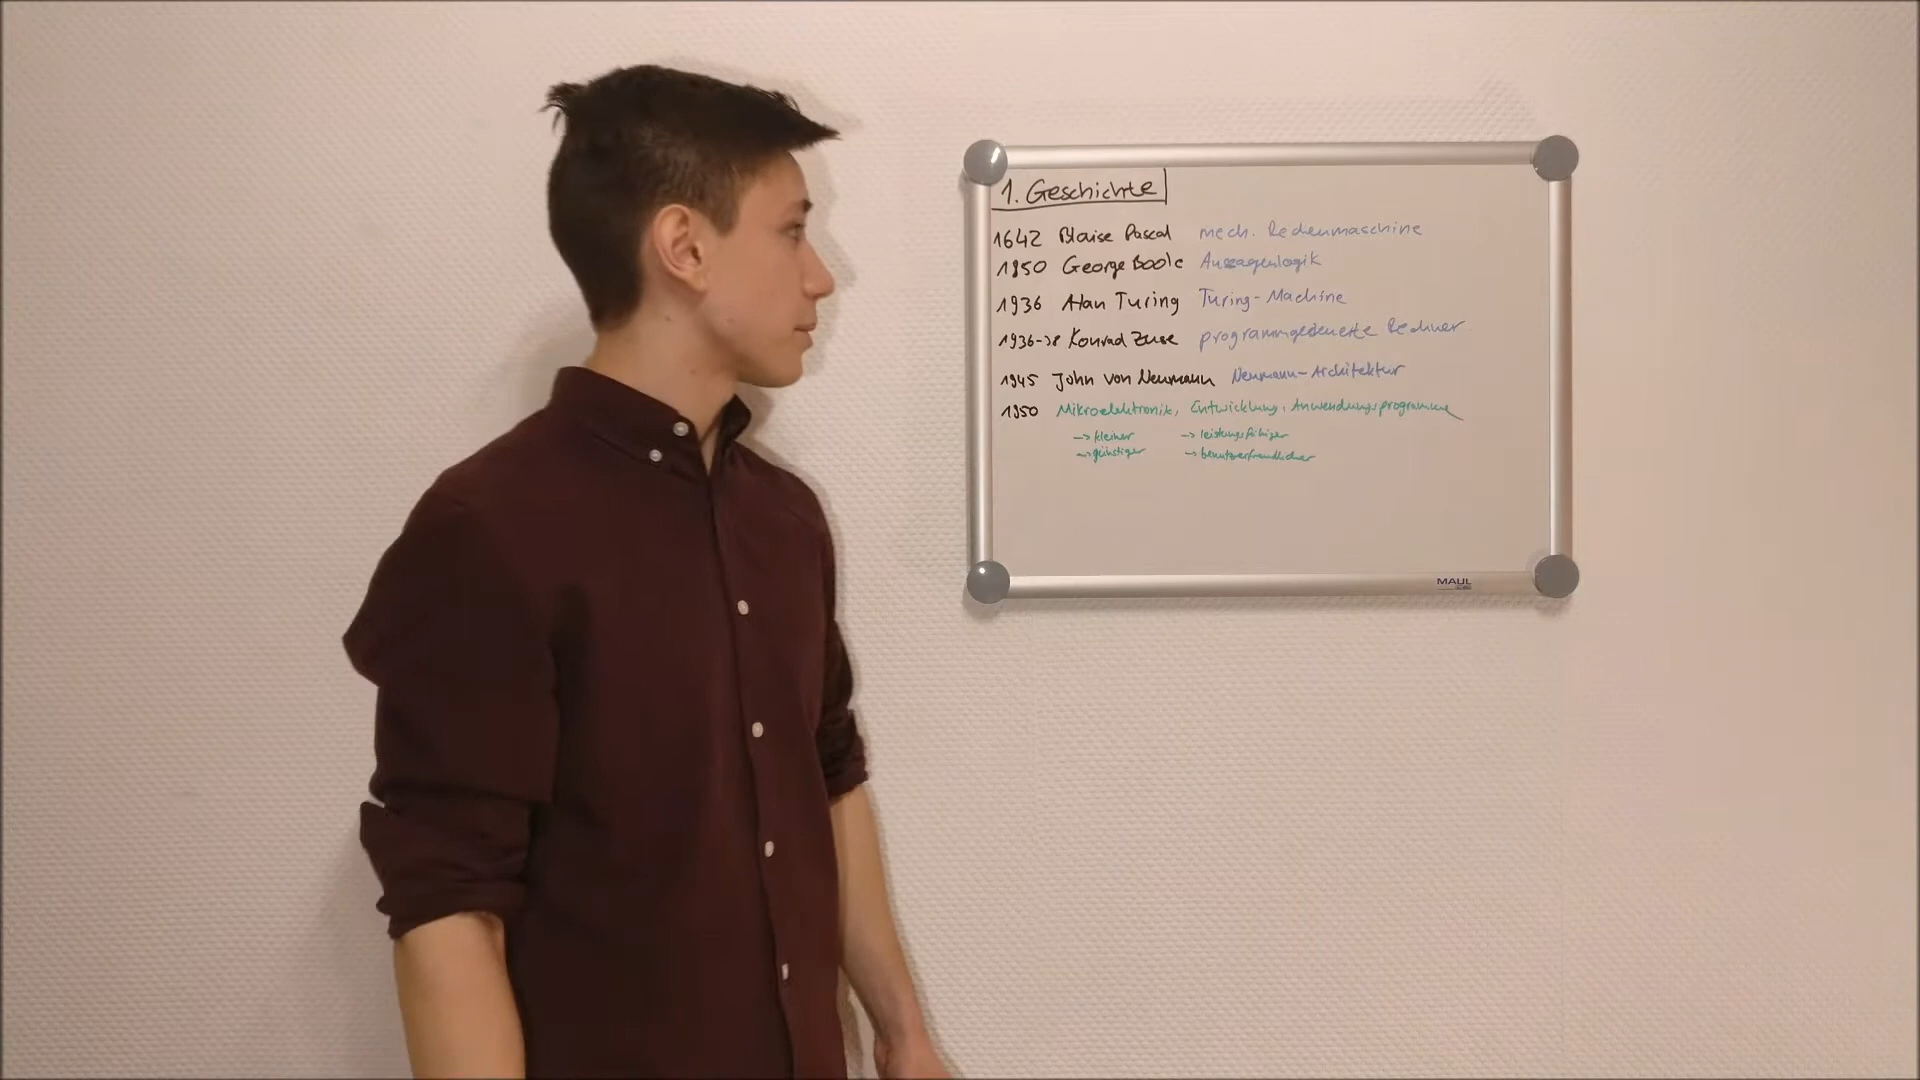 1. Geschichte
1642 Blaise Pascal mech. Rechenmaschine
1850 George Boole Aussagenlogik
1936 Alan Turing Turing-Machine
1936-38 Konrad Zuse programmgesteuerte Rechner
1945 John von Neumann Neumann-Architektur
1950 Mikroelektronik, Entwicklung, Anwendungsprogramme
-> kleiner -> leistungsfähiger
-> günstiger -> benutzerfreundlicher
MAUL